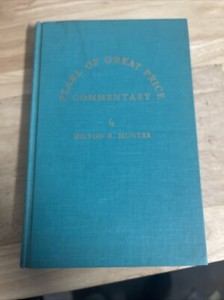 PEARL OF GREAT PRICE
COMMENTARY
by
MILTON R. HUNTER